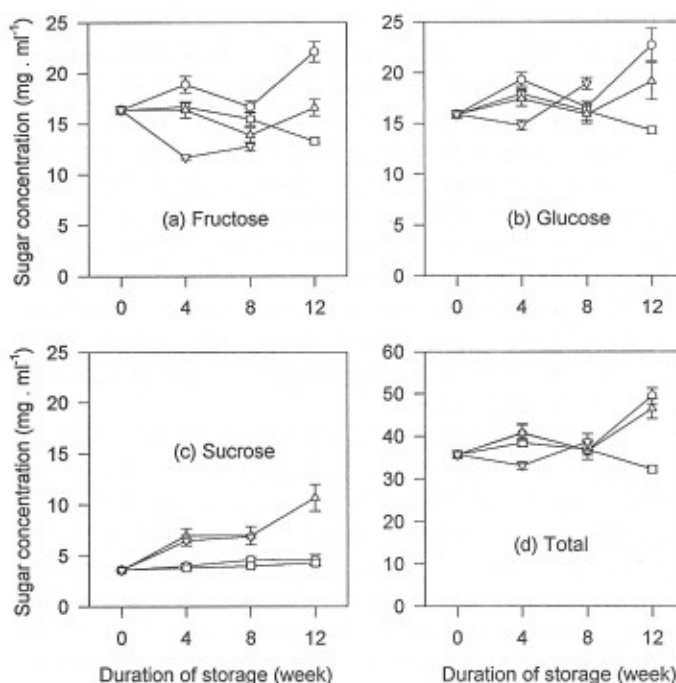 25
20
15
10
5
0
Sugar concentration (mg . ml⁻¹)
(a) Fructose
0 4 8 12
25
20
15
10
5
0
(b) Glucose
0 4 8 12
25
20
15
10
5
0
Sugar concentration (mg . ml⁻¹)
(c) Sucrose
0 4 8 12
Duration of storage (week)
60
50
40
30
20
10
0
(d) Total
0 4 8 12
Duration of storage (week)